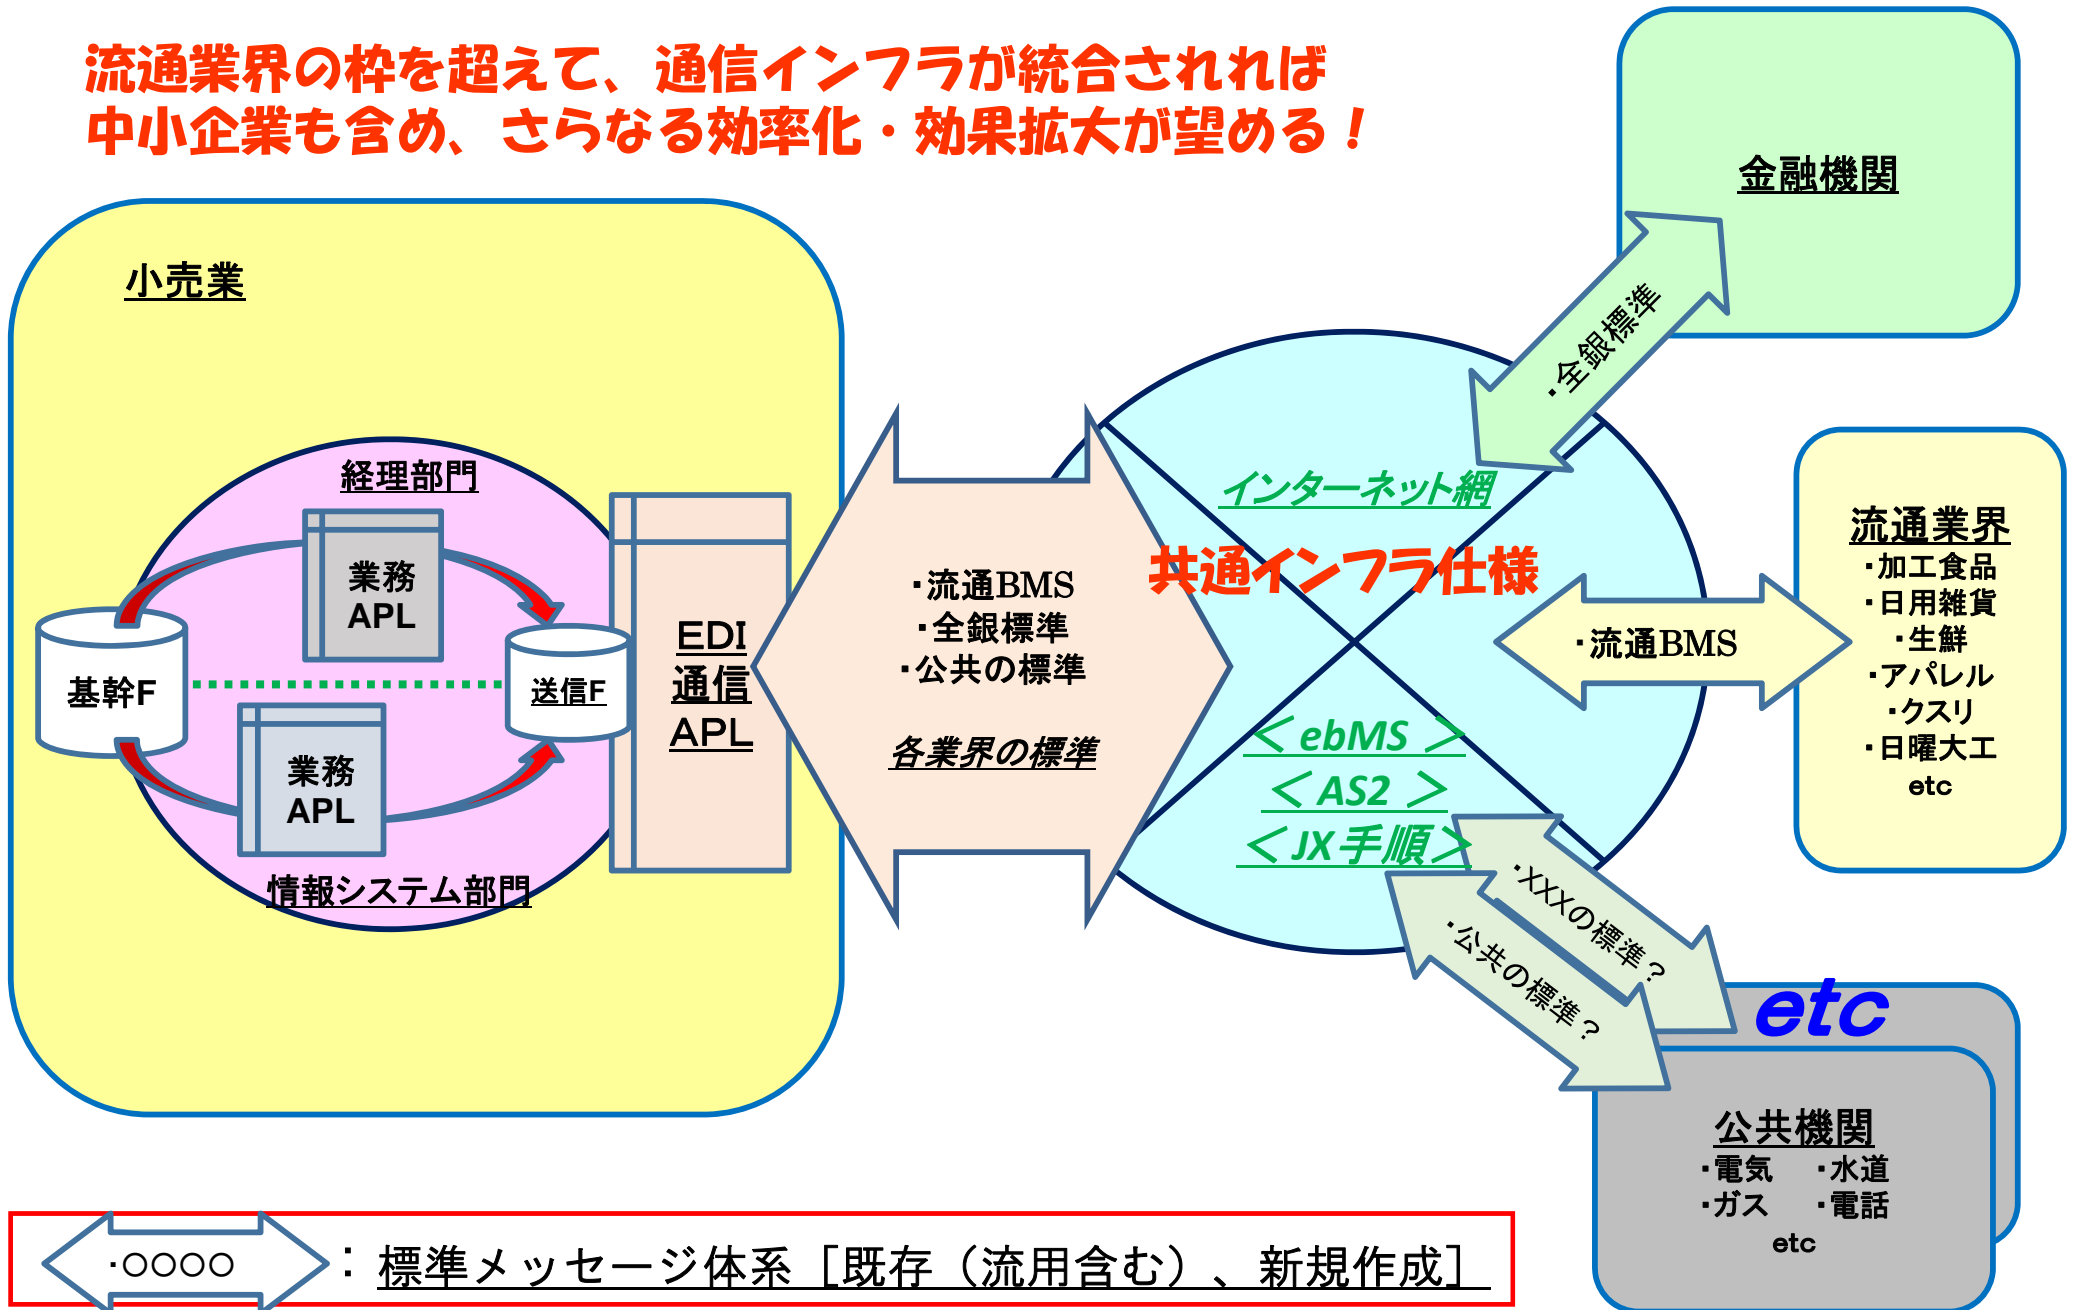 流通業界の枠を超えて、通信インフラが統合されれば
中小企業も含め、さらなる効率化・効果拡大が望める！
金融機関
・全銀標準
小売業
経理部門
業務
APL
基幹F
送信F
業務
APL
情報システム部門
EDI
通信
APL
・流通BMS
・全銀標準
・公共の標準
各業界の標準
インターネット網
共通インフラ仕様
＜ebMS ＞
＜AS2 ＞
＜JX手順＞
・流通BMS
流通業界
・加工食品
・日用雑貨
・生鮮
・アパレル
・クスリ
・日曜大工
etc
・XXXの標準？
・公共の標準？
etc
公共機関
・電気 ・水道
・ガス ・電話
etc
・○○○○ ：標準メッセージ体系［既存（流用含む）、新規作成］